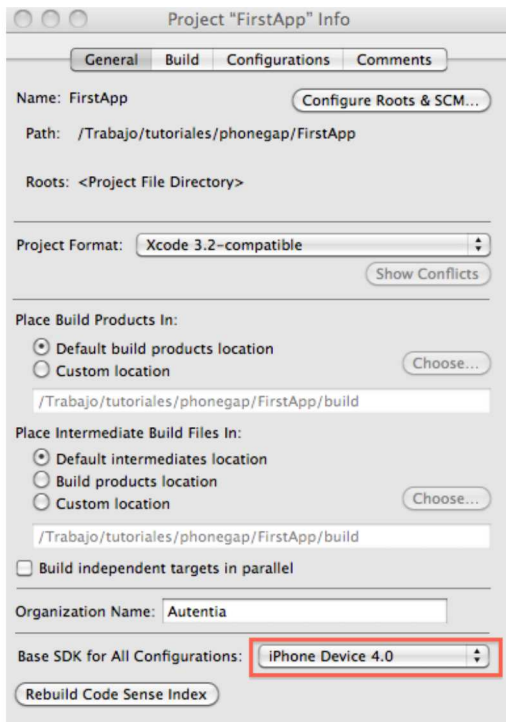 Project "FirstApp" Info
General Build Configurations Comments
Name: FirstApp Configure Roots & SCM...
Path: /Trabajo/tutoriales/phonegap/FirstApp
Roots: <Project File Directory>
Project Format: Xcode 3.2-compatible
Show Conflicts
Place Build Products In:
Default build products location
Custom location Choose...
/Trabajo/tutoriales/phonegap/FirstApp/build
Place Intermediate Build Files In:
Default intermediates location
Build products location
Custom location Choose...
/Trabajo/tutoriales/phonegap/FirstApp/build
Build independent targets in parallel
Organization Name: Autentia
Base SDK for All Configurations: iPhone Device 4.0
Rebuild Code Sense Index